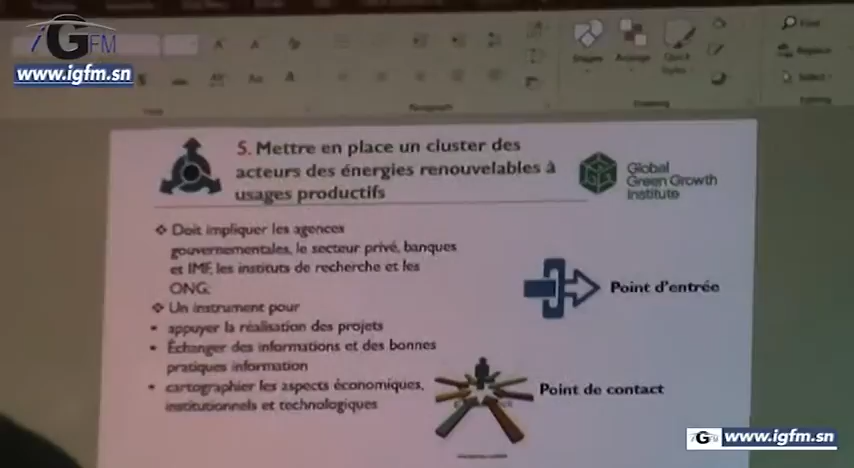 iGFM
www.igfm.sn
Find
Replace
Select
Shapes
Arrange
Quick
Styles
Paragraph
Drawing
Editing
5. Mettre en place un cluster des
acteurs des énergies renouvelables à
usages productifs
Global
Green Growth
Institute
❖ Doit impliquer les agences
gouvernementales, le secteur privé, banques
et IMF, les instituts de recherche et les
ONG.
❖ Un instrument pour
• appuyer la réalisation des projets
• Échanger des informations et des bonnes
pratiques information
• cartographier les aspects économiques,
institutionnels et technologiques
Point d'entrée
Point de contact
www.igfm.sn